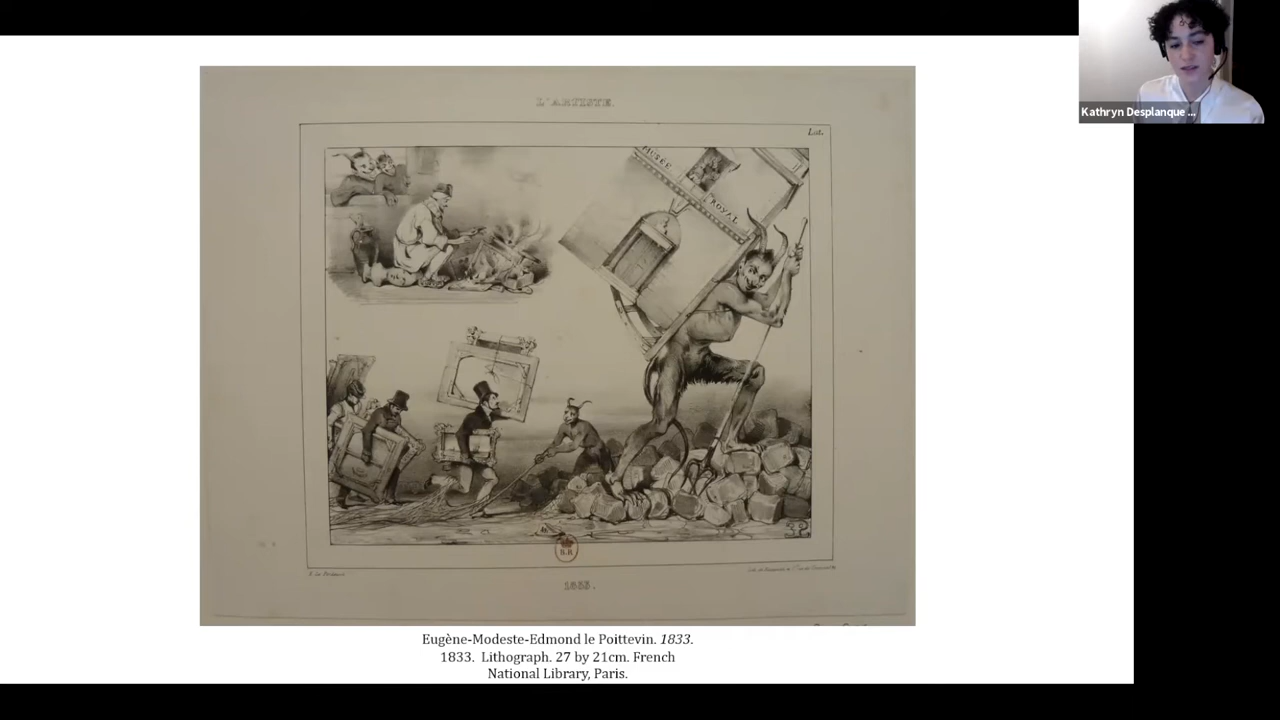 Kathryn Desplanque ...
L'ARTISTE.
MUSÉE
ROYAL
B.R
1833.
Eugène-Modeste-Edmond le Poittevin. 1833.
1833. Lithograph. 27 by 21cm. French
National Library, Paris.